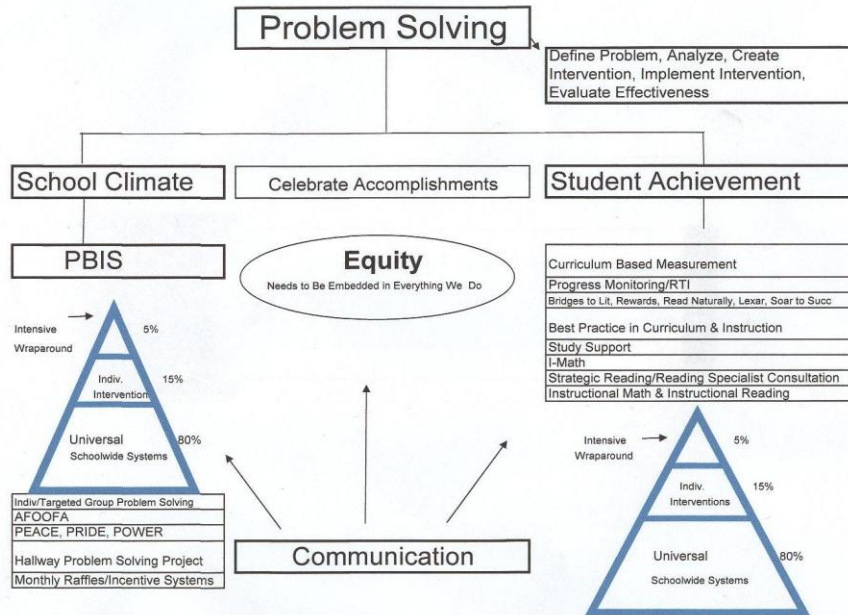 Problem Solving
Define Problem, Analyze, Create
Intervention, Implement Intervention,
Evaluate Effectiveness
School Climate
Celebrate Accomplishments
Student Achievement
PBIS
Equity
Needs to Be Embedded in Everything We Do
Curriculum Based Measurement
Progress Monitoring/RTI
Bridges to Lit, Rewards, Read Naturally, Lexar, Soar to Succ
Best Practice in Curriculum & Instruction
Study Support
I-Math
Strategic Reading/Reading Specialist Consultation
Instructional Math & Instructional Reading
Intensive
Wraparound
5%
Indiv.
Intervention
15%
Universal
Schoolwide Systems
80%
Indiv/Targeted Group Problem Solving
AFOOFA
PEACE, PRIDE, POWER
Hallway Problem Solving Project
Monthly Raffles/Incentive Systems
Communication
Intensive
Wraparound
5%
Indiv.
Interventions
15%
Universal
Schoolwide Systems
80%